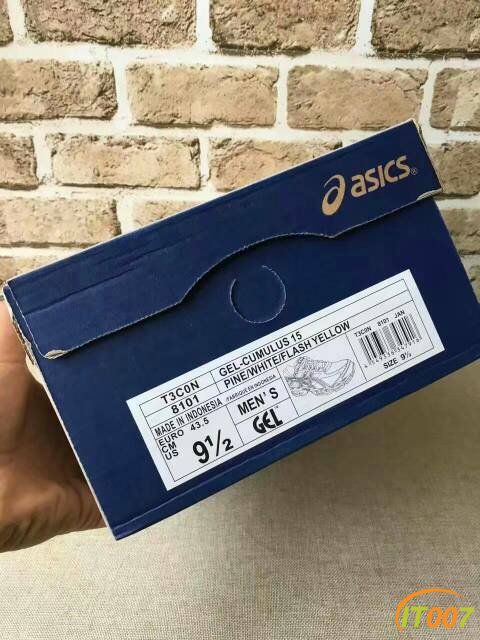 asics®
T3C0N
8101
GEL-CUMULUS 15
PINE/WHITE/FLASH YELLOW
MADE IN INDONESIA /FABRIQUE EN INDONESIA
EURO 43.5
CM
US 9½
MEN'S
GEL™
T3C0N 8101 JAN
SIZE 9½
IT007